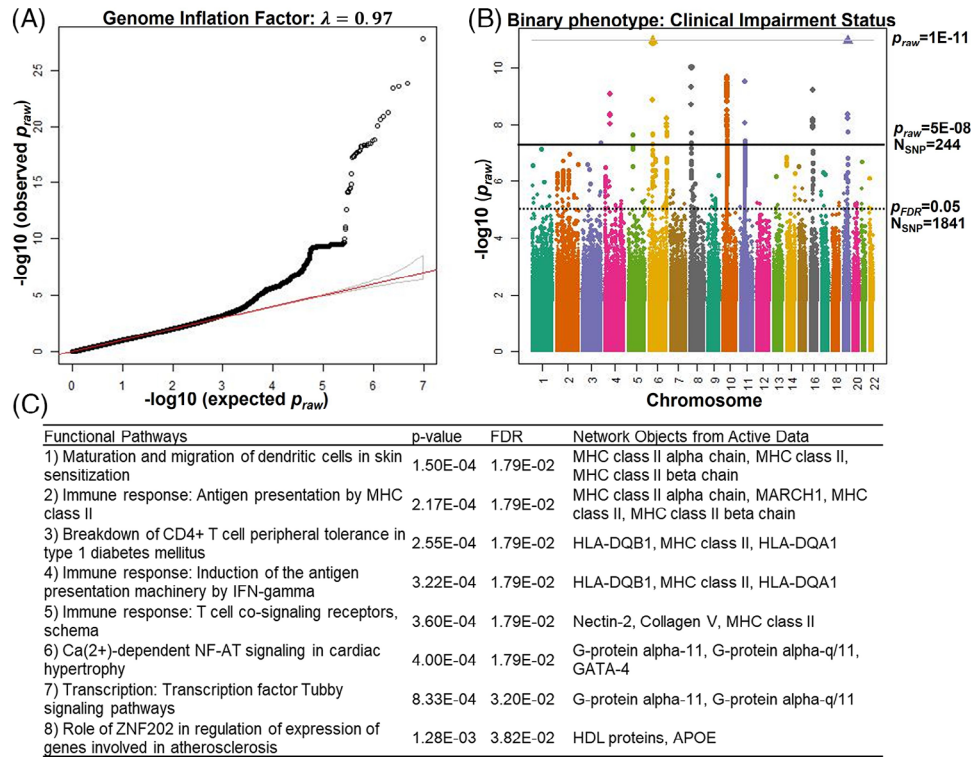 (A) Genome Inflation Factor: λ = 0.97
-log10 (observed p_raw)
25
20
15
10
5
0
0 1 2 3 4 5 6 7
-log10 (expected p_raw)
(B) Binary phenotype: Clinical Impairment Status
-log10 (p_raw)
10
8
6
4
2
0
p_raw=1E-11
p_raw=5E-08
N_SNP=244
p_FDR=0.05
N_SNP=1841
1 2 3 4 5 6 7 8 9 10 11 12 13 14 16 18 20 22
Chromosome
(C)
Functional Pathways p-value FDR Network Objects from Active Data
1) Maturation and migration of dendritic cells in skin
sensitization
1.50E-04 1.79E-02
MHC class II alpha chain, MHC class II,
MHC class II beta chain
2) Immune response: Antigen presentation by MHC
class II
2.17E-04 1.79E-02
MHC class II alpha chain, MARCH1, MHC
class II, MHC class II beta chain
3) Breakdown of CD4+ T cell peripheral tolerance in
type 1 diabetes mellitus
2.55E-04 1.79E-02 HLA-DQB1, MHC class II, HLA-DQA1
4) Immune response: Induction of the antigen
presentation machinery by IFN-gamma
3.22E-04 1.79E-02 HLA-DQB1, MHC class II, HLA-DQA1
5) Immune response: T cell co-signaling receptors,
schema
3.60E-04 1.79E-02 Nectin-2, Collagen V, MHC class II
6) Ca(2+)-dependent NF-AT signaling in cardiac
hypertrophy
4.00E-04 1.79E-02
G-protein alpha-11, G-protein alpha-q/11,
GATA-4
7) Transcription: Transcription factor Tubby
signaling pathways
8.33E-04 3.20E-02 G-protein alpha-11, G-protein alpha-q/11
8) Role of ZNF202 in regulation of expression of
genes involved in atherosclerosis
1.28E-03 3.82E-02 HDL proteins, APOE